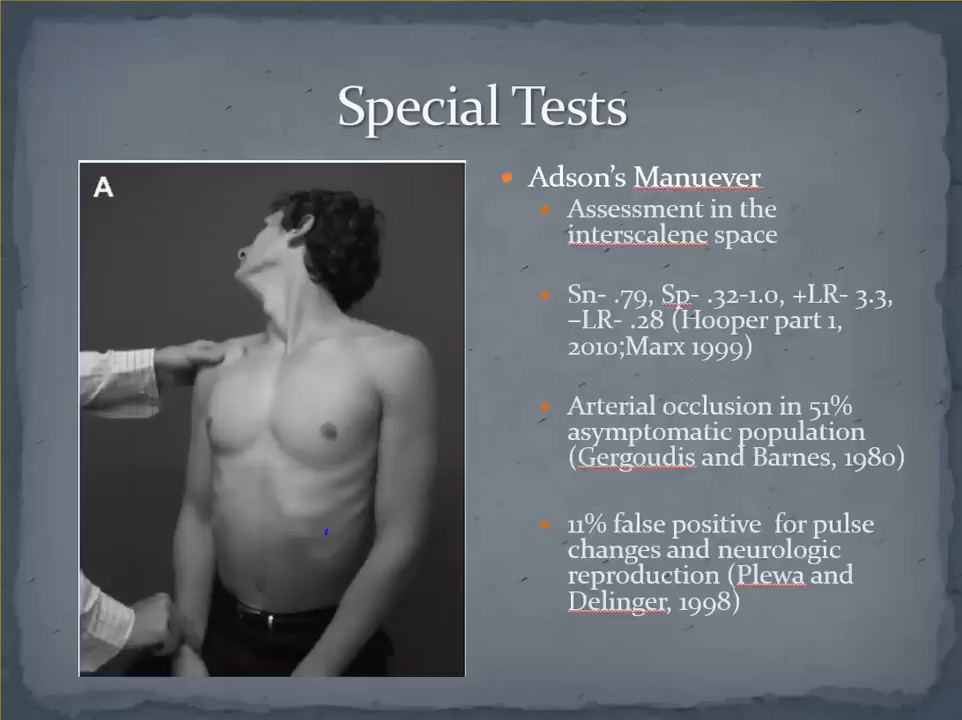 Special Tests
A
Adson's Manuever
Assessment in the
interscalene space
Sn- .79, Sp- .32-1.0, +LR- 3.3,
–LR- .28 (Hooper part 1,
2010;Marx 1999)
Arterial occlusion in 51%
asymptomatic population
(Gergoudis and Barnes, 1980)
11% false positive  for pulse
changes and neurologic
reproduction (Plewa and
Delinger, 1998)